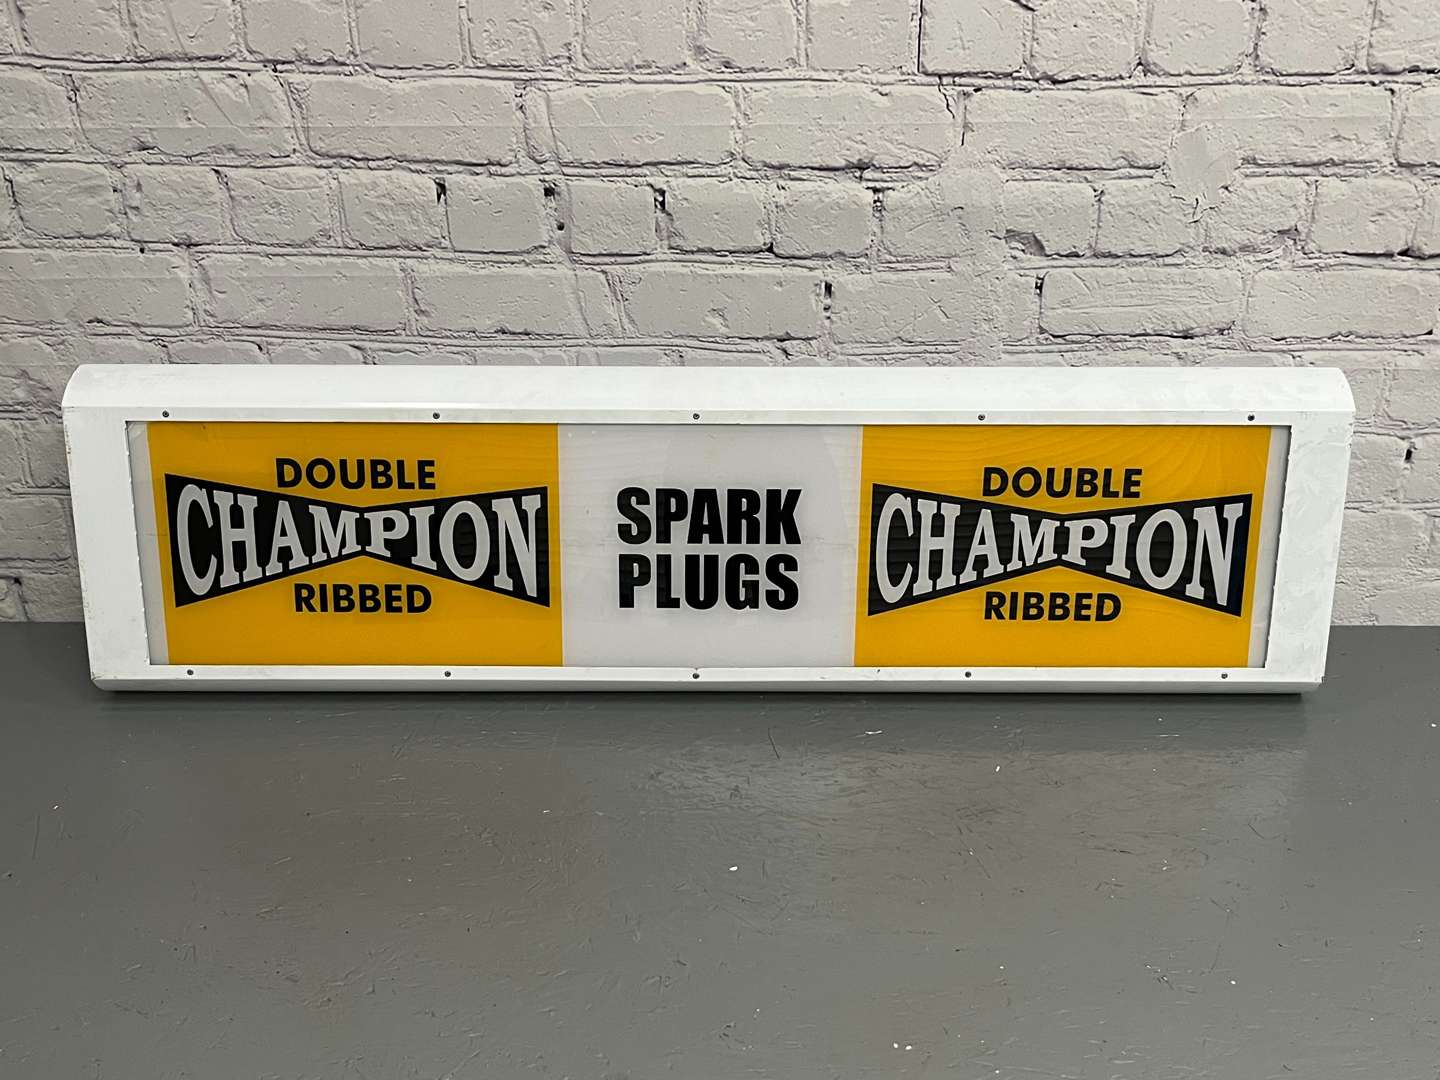 DOUBLE
CHAMPION
RIBBED
SPARK
PLUGS
DOUBLE
CHAMPION
RIBBED